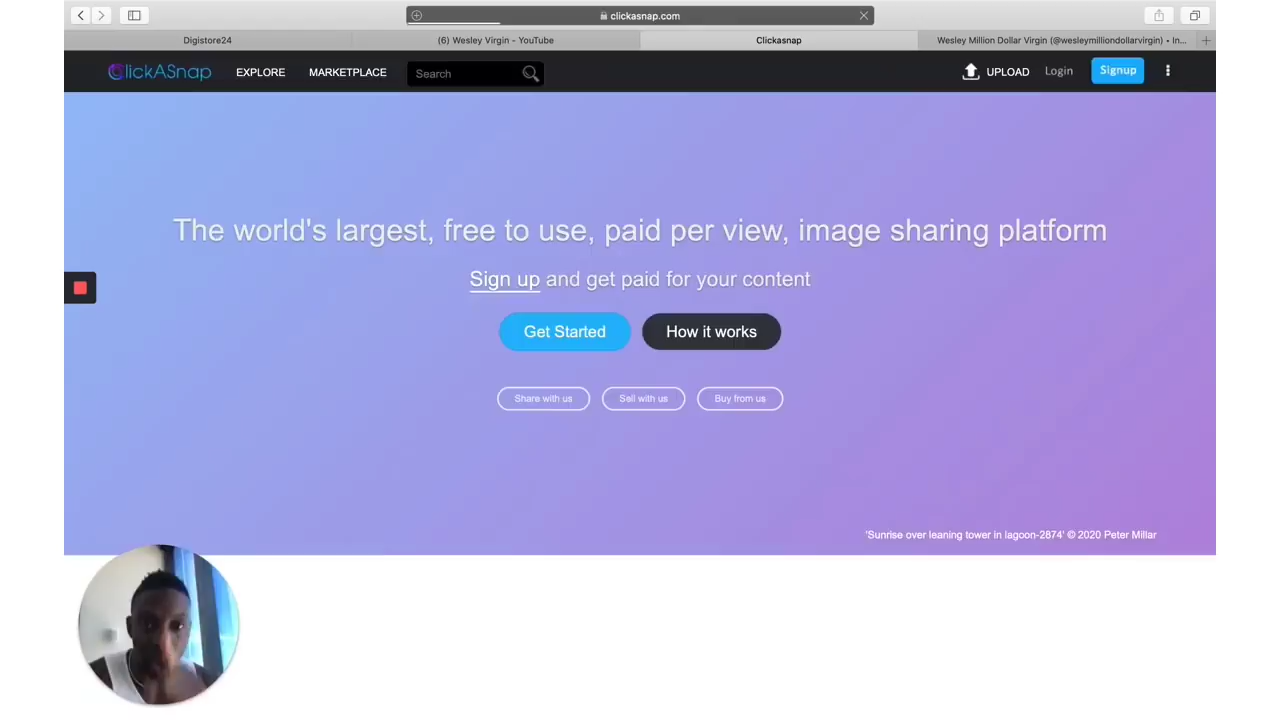 clickasnap.com
Digistore24
(6) Wesley Virgin - YouTube
Clickasnap
Wesley Million Dollar Virgin (@wesleymilliondollarvirgin) • In...
ClickASnap
EXPLORE
MARKETPLACE
Search
UPLOAD
Login
Signup
The world's largest, free to use, paid per view, image sharing platform
Sign up and get paid for your content
Get Started
How it works
Share with us
Sell with us
Buy from us
'Sunrise over leaning tower in lagoon-2874' © 2020 Peter Millar